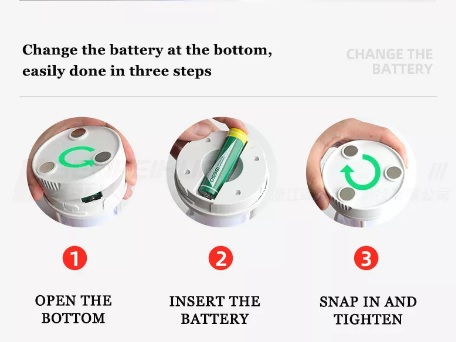 Change the battery at the bottom,
easily done in three steps
CHANGE THE
BATTERY
1
2
3
OPEN THE
BOTTOM
INSERT THE
BATTERY
SNAP IN AND
TIGHTEN